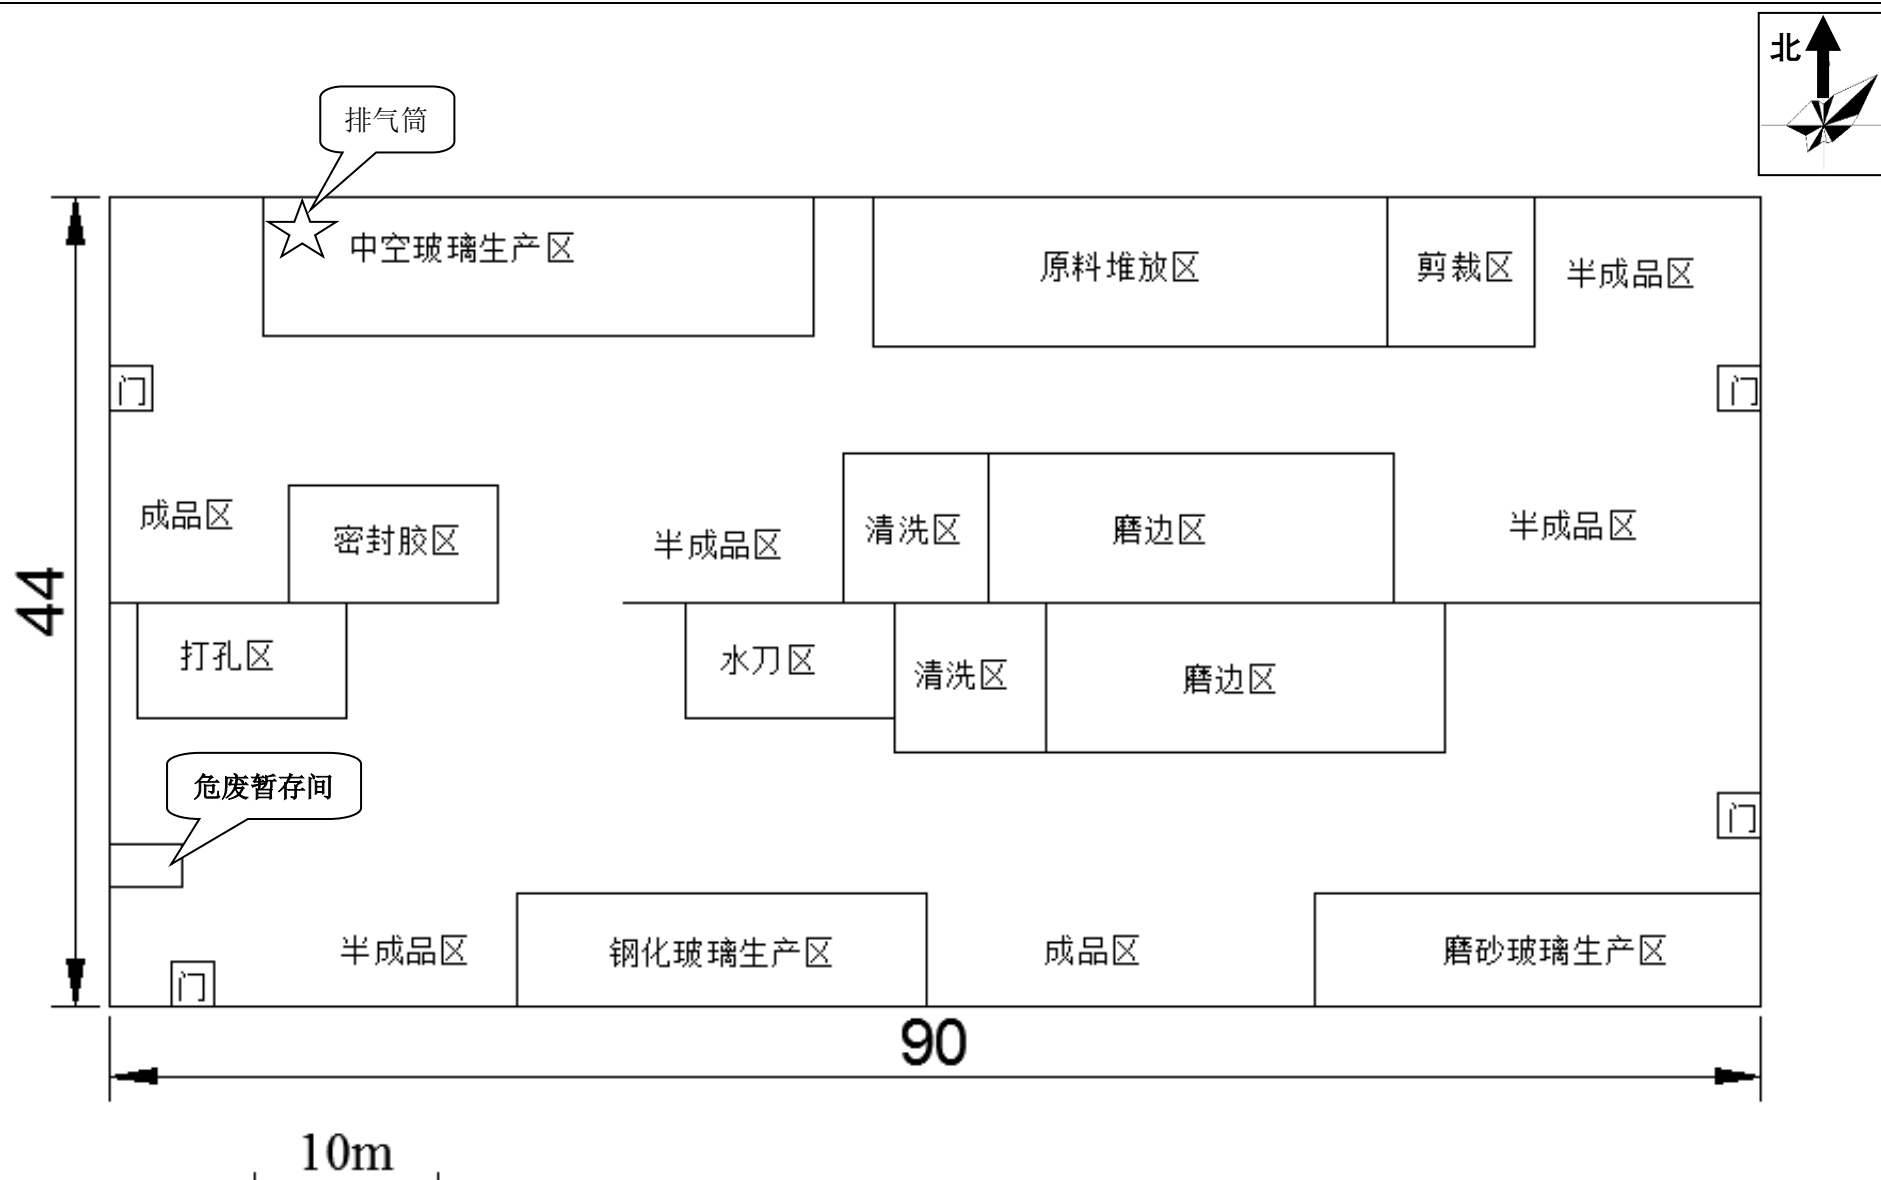 北
排气筒
中空玻璃生产区
原料堆放区
剪裁区
半成品区
门
门
成品区
密封胶区
半成品区
清洗区
磨边区
半成品区
44
打孔区
水刀区
清洗区
磨边区
危废暂存间
门
半成品区
钢化玻璃生产区
成品区
磨砂玻璃生产区
门
90
10m